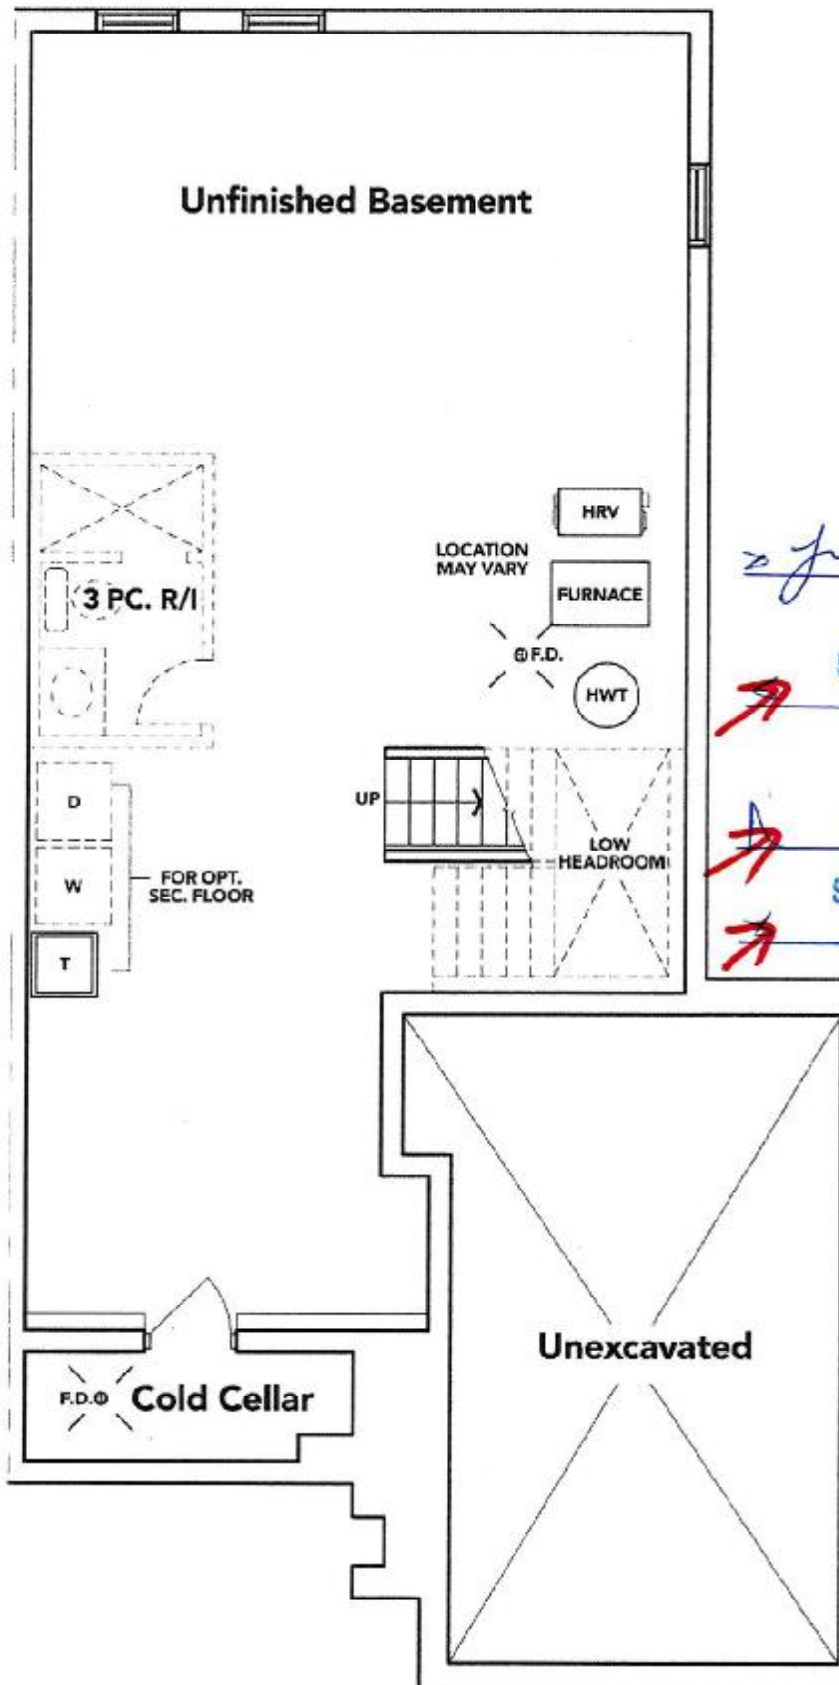 Unfinished Basement
HRV
LOCATION
MAY VARY
FURNACE
3 PC. R/I
⊕ F.D.
HWT
UP
D
LOW
HEADROOM
W
FOR OPT.
SEC. FLOOR
T
Unexcavated
F.D.⊕
Cold Cellar